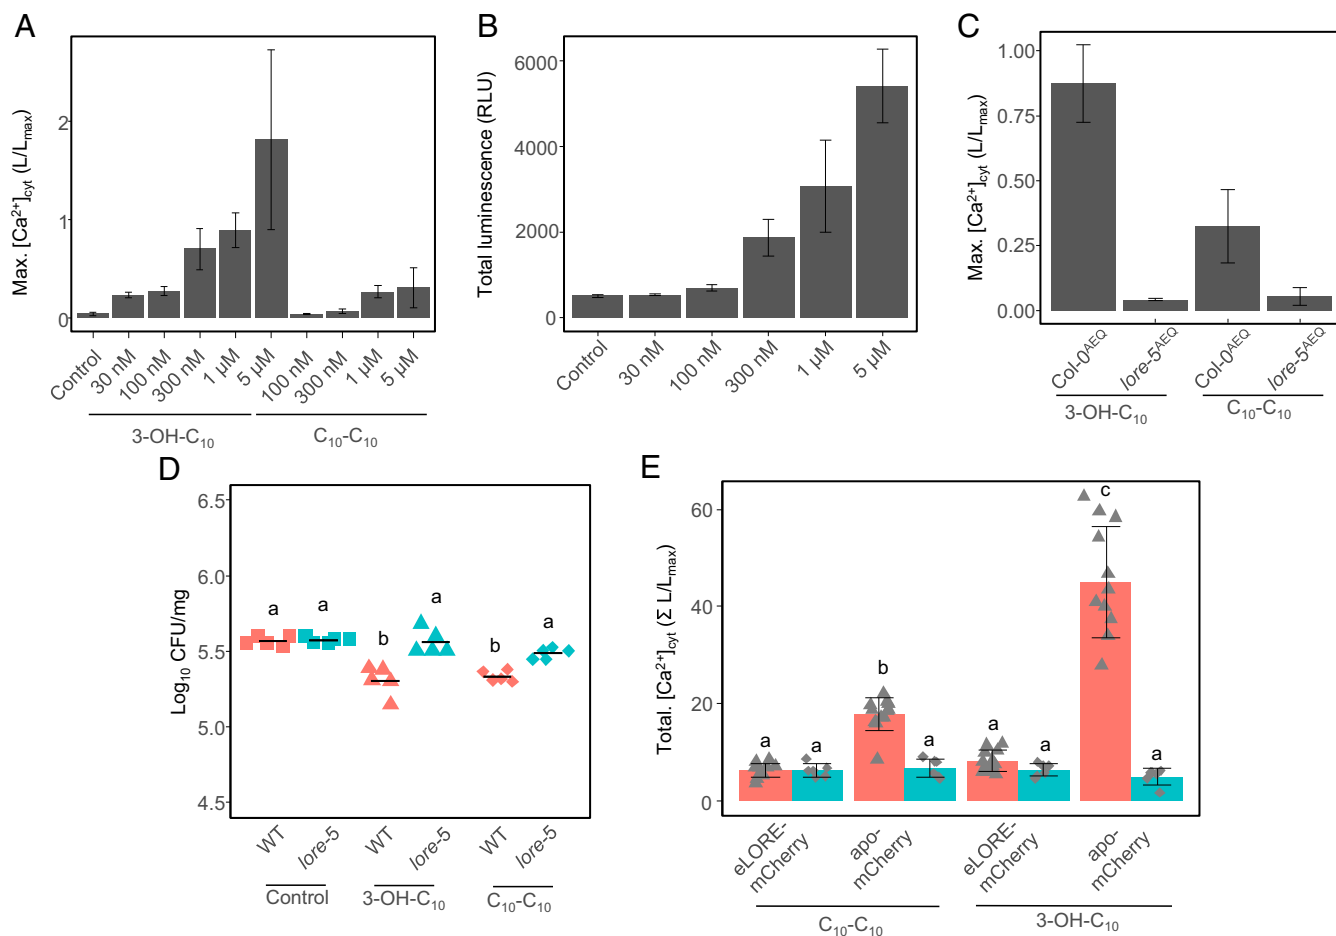 A
Max. [Ca²⁺]cyt (L/Lmax)
2
1
0
Control
30 nM
100 nM
300 nM
1 µM
5 µM
100 nM
300 nM
1 µM
5 µM
3-OH-C₁₀
C₁₀-C₁₀
B
Total luminescence (RLU)
6000
4000
2000
0
Control
30 nM
100 nM
300 nM
1 µM
5 µM
C
Max. [Ca²⁺]cyt (L/Lmax)
1.00
0.75
0.50
0.25
0.00
Col-0ᴬᴱQ
lore-5ᴬᴱQ
Col-0ᴬᴱQ
lore-5ᴬᴱQ
3-OH-C₁₀
C₁₀-C₁₀
D
Log₁₀ CFU/mg
6.5
6.0
5.5
5.0
4.5
a
a
b
a
b
a
WT
lore-5
WT
lore-5
WT
lore-5
Control
3-OH-C₁₀
C₁₀-C₁₀
E
Total. [Ca²⁺]cyt (Σ L/Lmax)
60
40
20
0
a
a
b
a
a
a
c
a
eLORE-
mCherry
apo-
mCherry
eLORE-
mCherry
apo-
mCherry
C₁₀-C₁₀
3-OH-C₁₀